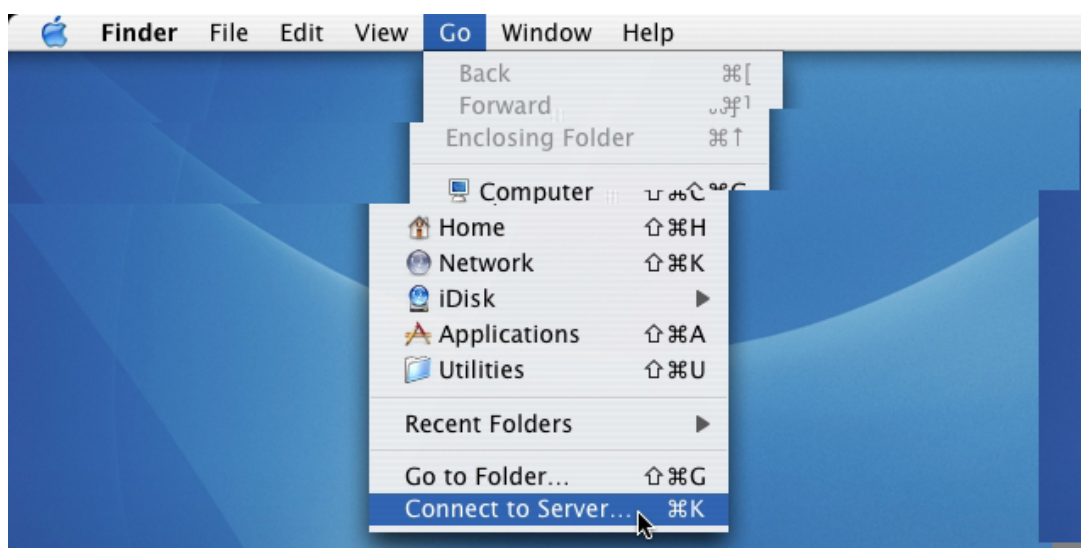 Finder File Edit View Go Window Help
Back ⌘[
Forward
Enclosing Folder ⌘↑
Computer
Home ⇧⌘H
Network ⇧⌘K
iDisk ▶
Applications ⇧⌘A
Utilities ⇧⌘U
Recent Folders ▶
Go to Folder... ⇧⌘G
Connect to Server... ⌘K